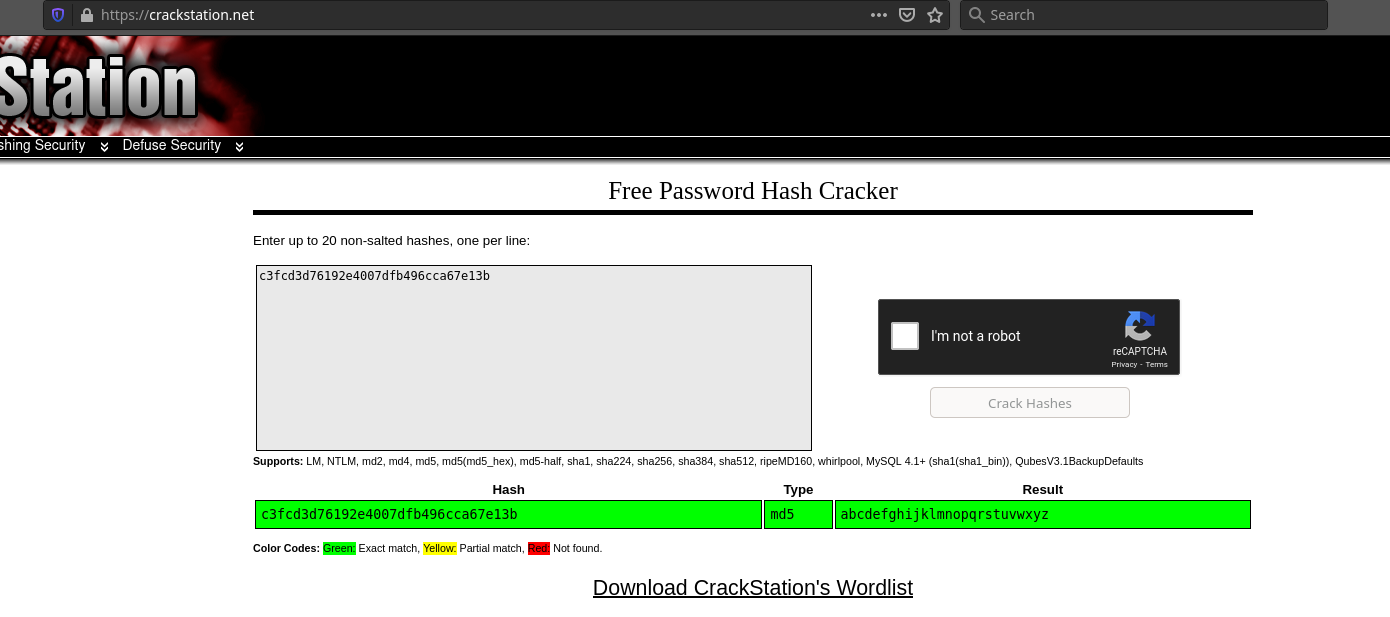 https://crackstation.net
Search
Station
shing Security Defuse Security
Free Password Hash Cracker
Enter up to 20 non-salted hashes, one per line:
c3fcd3d76192e4007dfb496cca67e13b
I'm not a robot
reCAPTCHA
Privacy - Terms
Crack Hashes
Supports: LM, NTLM, md2, md4, md5, md5(md5_hex), md5-half, sha1, sha224, sha256, sha384, sha512, ripeMD160, whirlpool, MySQL 4.1+ (sha1(sha1_bin)), QubesV3.1BackupDefaults
Hash Type Result
c3fcd3d76192e4007dfb496cca67e13b md5 abcdefghijklmnopqrstuvwxyz
Color Codes: Green: Exact match, Yellow: Partial match, Red: Not found.
Download CrackStation's Wordlist